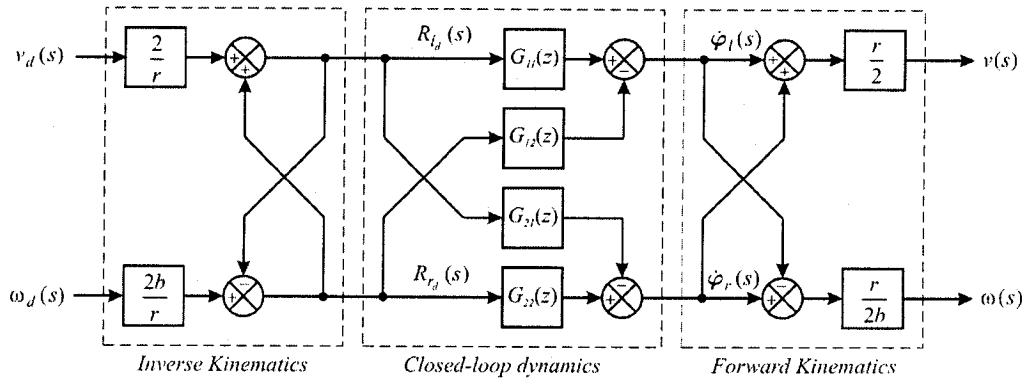 R_{l_d}(s)
φ̇_l(s)
v_d(s)
2/r
+
+
G_{11}(z)
+
−
+
+
r/2
v(s)
G_{12}(z)
G_{21}(z)
ω_d(s)
2b/r
−
+
R_{r_d}(s)
G_{22}(z)
−
+
φ̇_r(s)
−
+
r/2b
ω(s)
Inverse Kinematics
Closed-loop dynamics
Forward Kinematics